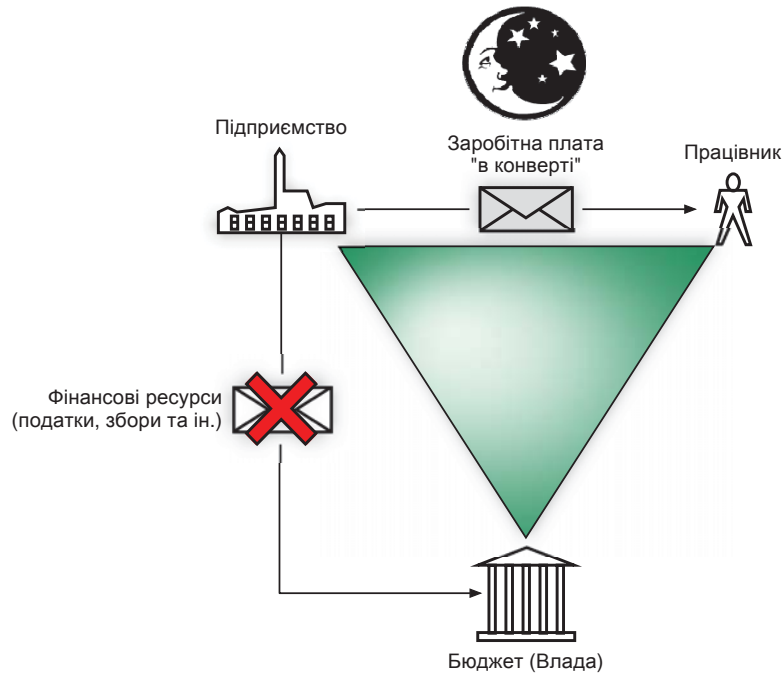 Підприємство
Заробітна плата
"в конверті"
Працівник
Фінансові ресурси
(податки, збори та ін.)
Бюджет (Влада)